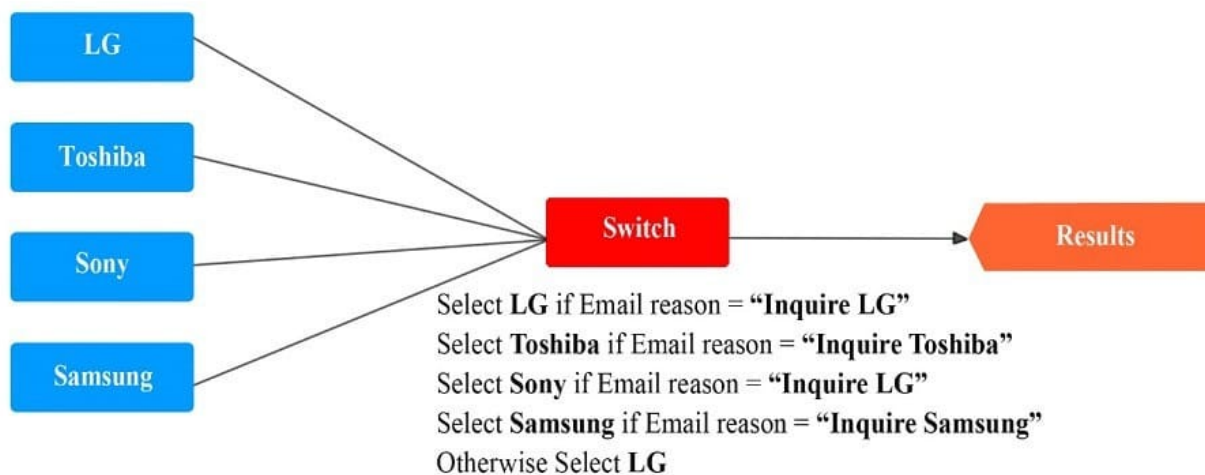 LG
Toshiba
Sony
Samsung
Switch
Results
Select LG if Email reason = “Inquire LG”
Select Toshiba if Email reason = “Inquire Toshiba”
Select Sony if Email reason = “Inquire LG”
Select Samsung if Email reason = “Inquire Samsung”
Otherwise Select LG